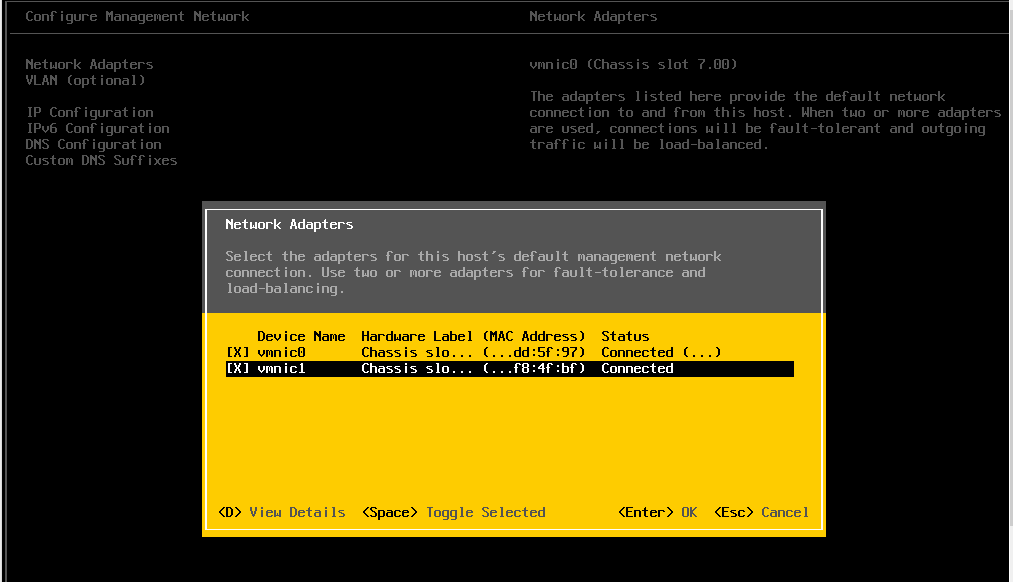 Configure Management Network
Network Adapters
Network Adapters
VLAN (optional)
IP Configuration
IPv6 Configuration
DNS Configuration
Custom DNS Suffixes
vmnic0 (Chassis slot 7.00)
The adapters listed here provide the default network
connection to and from this host. When two or more adapters
are used, connections will be fault-tolerant and outgoing
traffic will be load-balanced.
Network Adapters
Select the adapters for this host's default management network
connection. Use two or more adapters for fault-tolerance and
load-balancing.
Device Name Hardware Label (MAC Address) Status
[X] vmnic0 Chassis slo... (...dd:5f:97) Connected (...)
[X] vmnic1 Chassis slo... (...f8:4f:bf) Connected
<D> View Details <Space> Toggle Selected <Enter> OK <Esc> Cancel